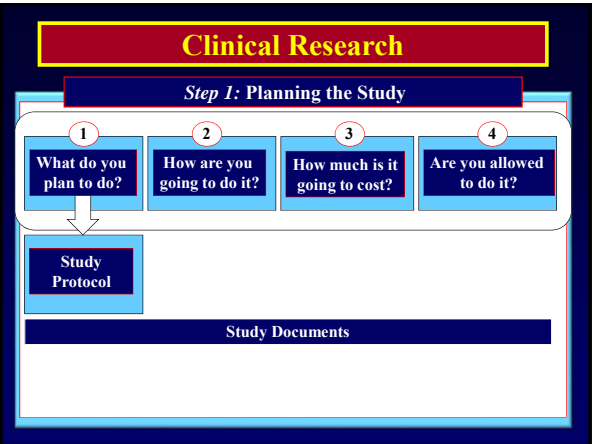 Clinical Research
Step 1: Planning the Study
1
2
3
4
What do you
plan to do?
How are you
going to do it?
How much is it
going to cost?
Are you allowed
to do it?
Study
Protocol
Study Documents